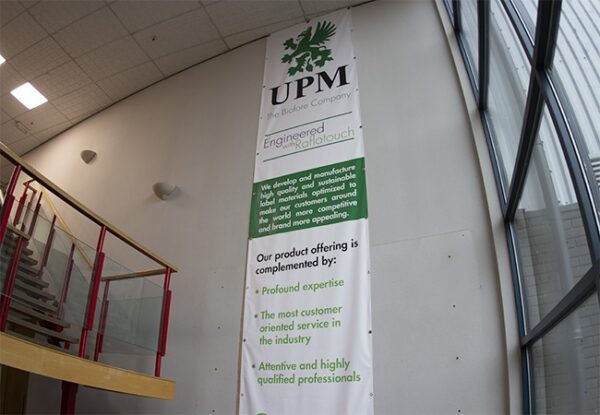 UPM
The Biofore Company
Engineered
with Raflatouch
We develop and manufacture
high quality and sustainable
label materials optimized to
make our customers around
the world more competitive
and brand more appealing.
Our product offering is
complemented by:
• Profound expertise
• The most customer
oriented service in
the industry
• Attentive and highly
qualified professionals